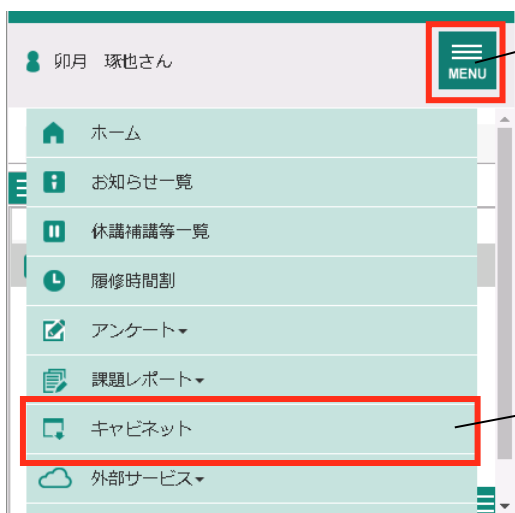 卯月　琢也さん
MENU
ホーム
お知らせ一覧
休講補講等一覧
履修時間割
アンケート▾
課題レポート▾
キャビネット
外部サービス▾